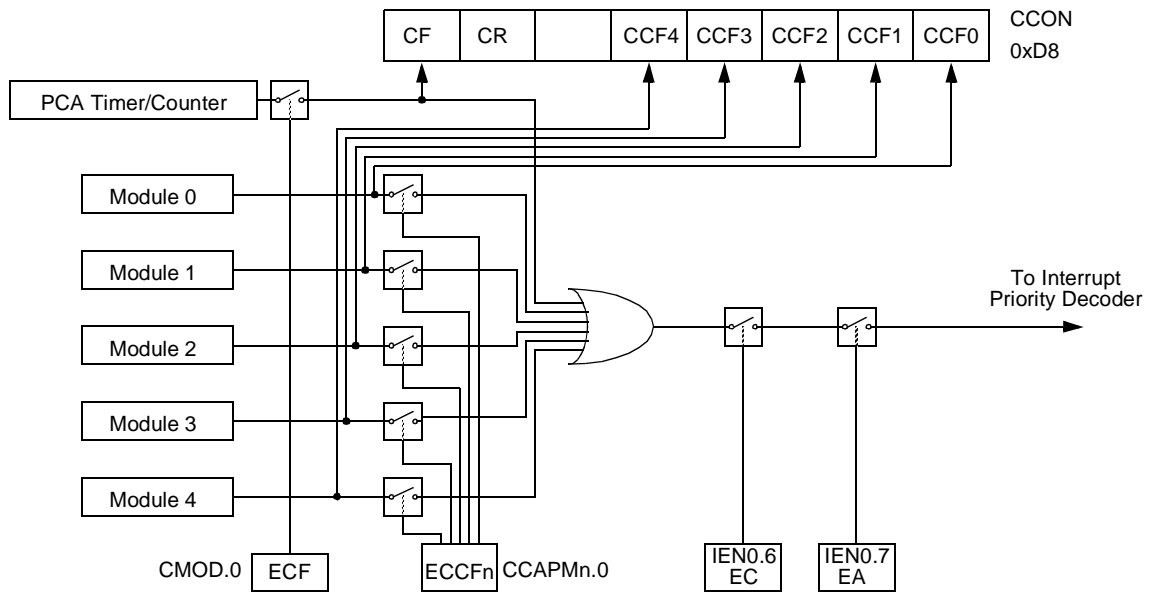 CF CR CCF4 CCF3 CCF2 CCF1 CCF0
CCON
0xD8
PCA Timer/Counter
Module 0
Module 1
Module 2
Module 3
Module 4
To Interrupt
Priority Decoder
CMOD.0 ECF
ECCFn CCAPMn.0
IEN0.6
EC
IEN0.7
EA